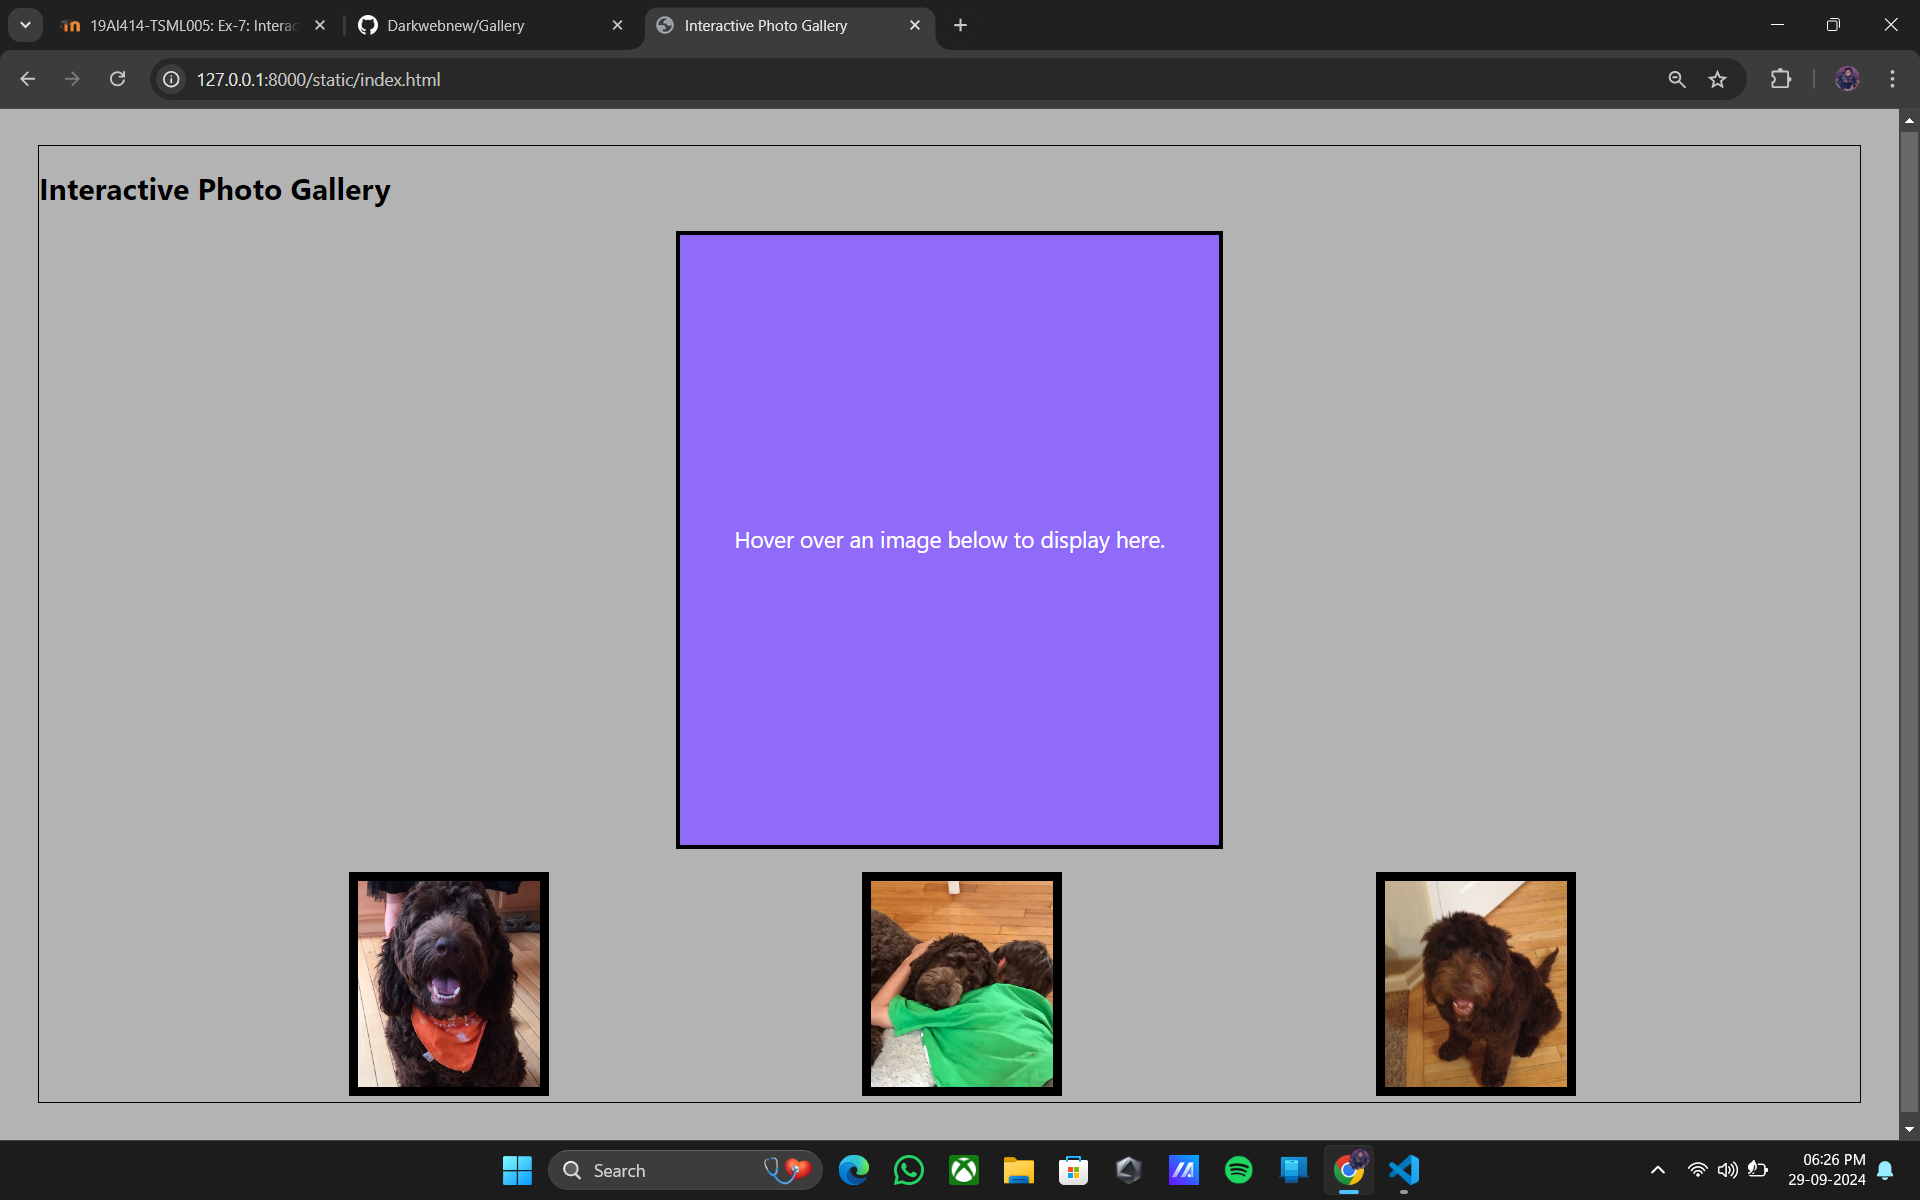 19AI414-TSML005: Ex-7: Interac
Darkwebnew/Gallery
Interactive Photo Gallery
127.0.0.1:8000/static/index.html
Interactive Photo Gallery
Hover over an image below to display here.
Search
06:26 PM
29-09-2024